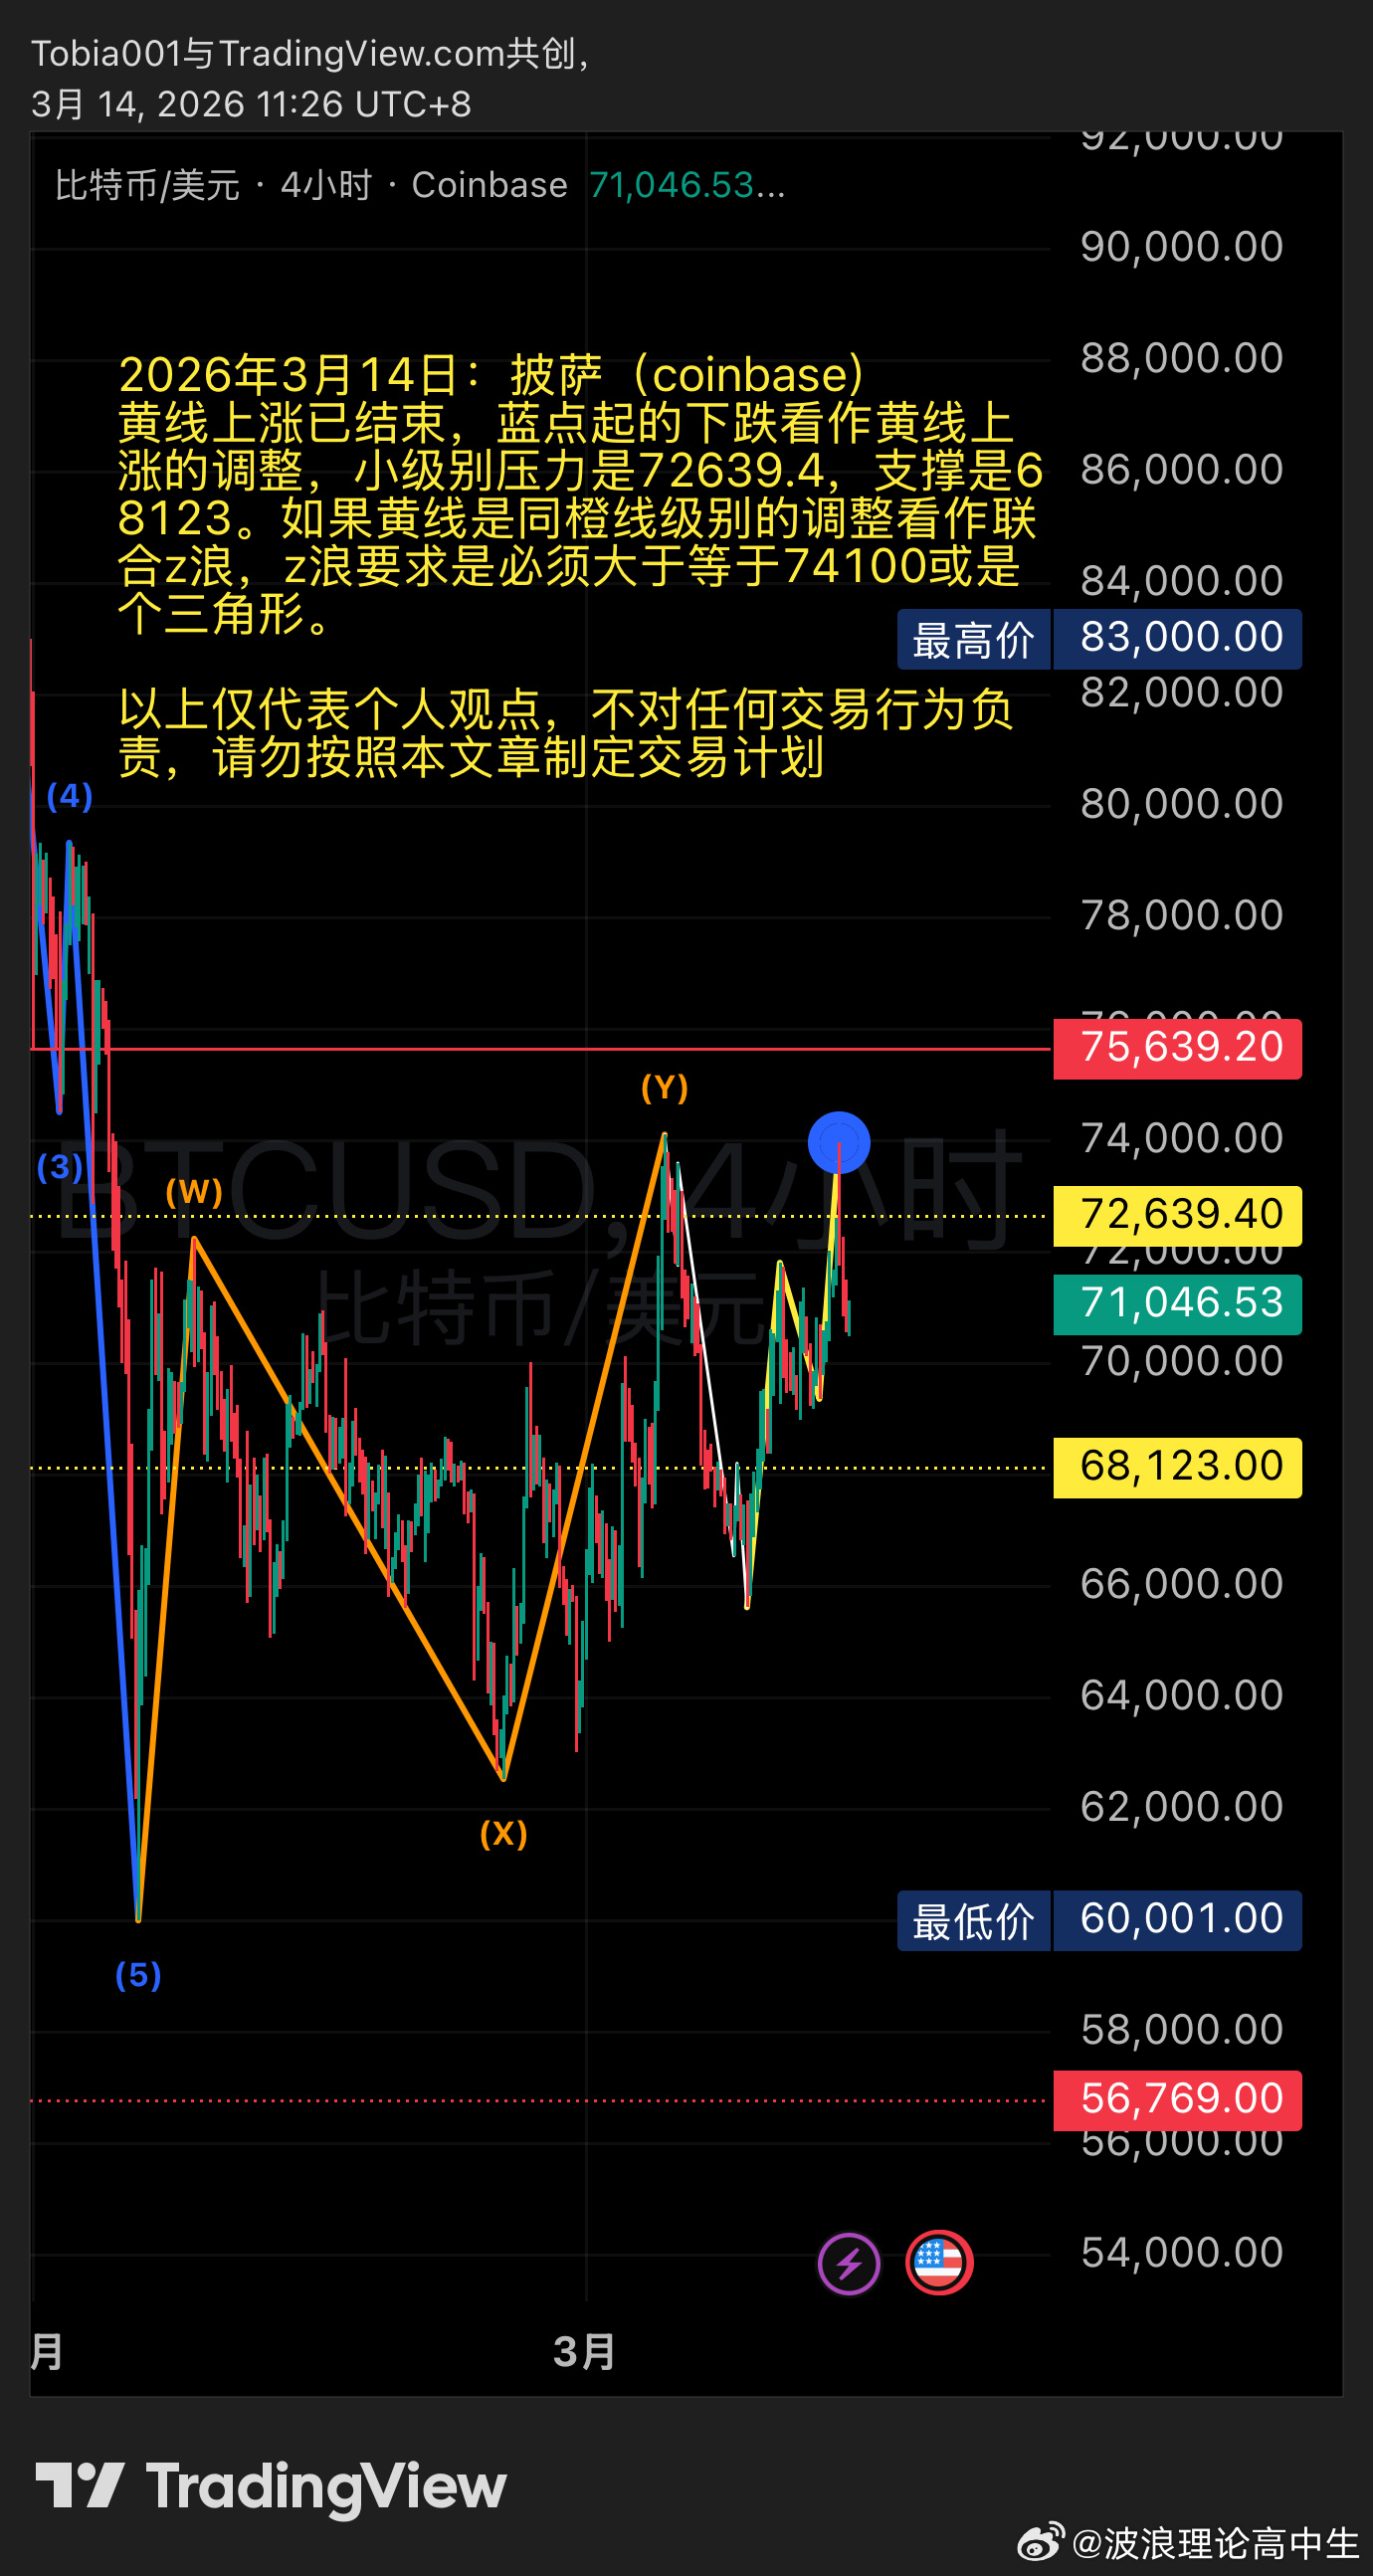 Tobia001与TradingView.com共创，
3月 14, 2026 11:26 UTC+8
92,000.00
比特币/美元 · 4小时 · Coinbase 71,046.53...
90,000.00
2026年3月14日：披萨（coinbase）
88,000.00
黄线上涨已结束，蓝点起的下跌看作黄线上
涨的调整，小级别压力是72639.4，支撑是6
86,000.00
8123。如果黄线是同橙线级别的调整看作联
合z浪，z浪要求是必须大于等于74100或是
84,000.00
个三角形。
最高价 83,000.00
82,000.00
以上仅代表个人观点，不对任何交易行为负
责，请勿按照本文章制定交易计划
(4)
80,000.00
78,000.00
76,000.00
75,639.20
(Y)
74,000.00
(3)
(W)
BTCUSD, 4小时
72,639.40
72,000.00
比特币/美元
71,046.53
70,000.00
68,123.00
66,000.00
64,000.00
62,000.00
(X)
最低价 60,001.00
(5)
58,000.00
56,769.00
56,000.00
54,000.00
月
3月
TradingView
@波浪理论高中生